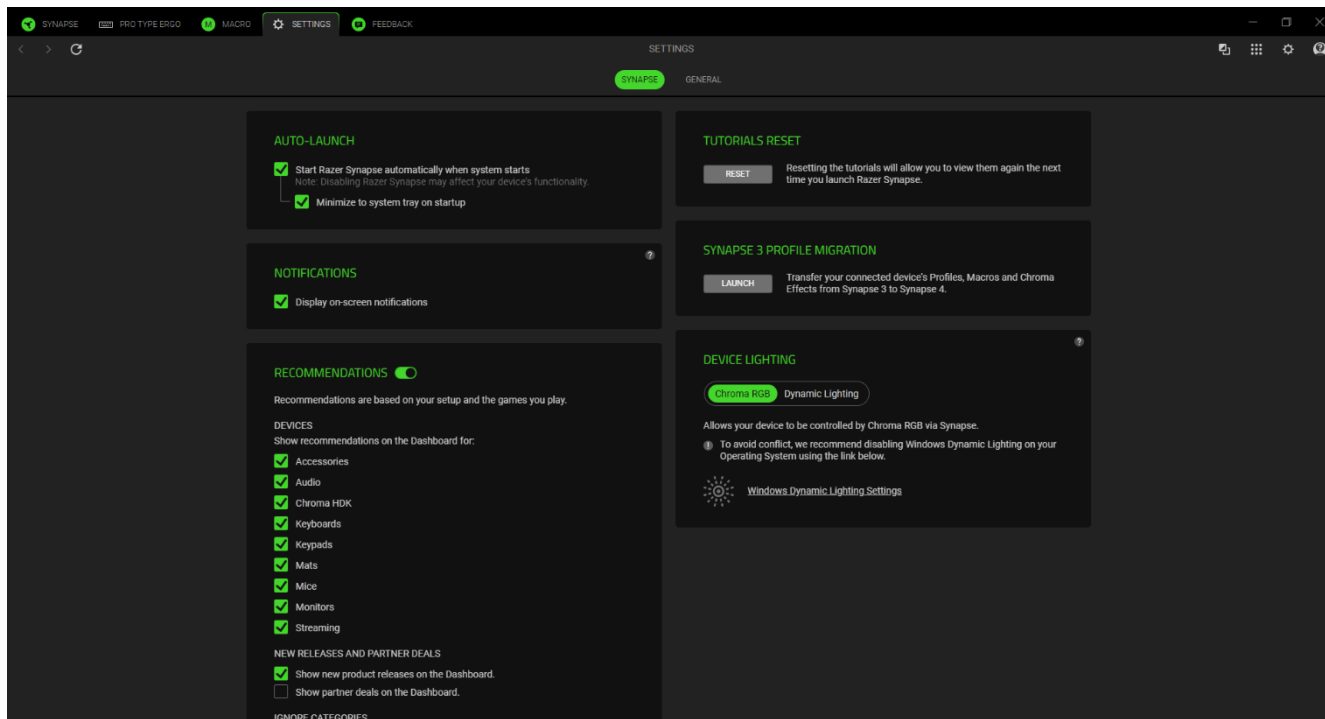 SYNAPSE PRO TYPE ERGO MACRO SETTINGS FEEDBACK
SETTINGS
SYNAPSE GENERAL
AUTO-LAUNCH
Start Razer Synapse automatically when system starts
Note: Disabling Razer Synapse may affect your device's functionality.
Minimize to system tray on startup
NOTIFICATIONS
Display on-screen notifications
RECOMMENDATIONS
Recommendations are based on your setup and the games you play.
DEVICES
Show recommendations on the Dashboard for:
Accessories
Audio
Chroma HDK
Keyboards
Keypads
Mats
Mice
Monitors
Streaming
NEW RELEASES AND PARTNER DEALS
Show new product releases on the Dashboard.
Show partner deals on the Dashboard.
IGNORE CATEGORIES
TUTORIALS RESET
RESET
Resetting the tutorials will allow you to view them again the next
time you launch Razer Synapse.
SYNAPSE 3 PROFILE MIGRATION
LAUNCH
Transfer your connected device's Profiles, Macros and Chroma
Effects from Synapse 3 to Synapse 4.
DEVICE LIGHTING
Chroma RGB Dynamic Lighting
Allows your device to be controlled by Chroma RGB via Synapse.
To avoid conflict, we recommend disabling Windows Dynamic Lighting on your
Operating System using the link below.
Windows Dynamic Lighting Settings